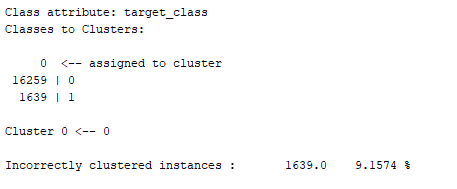 Class attribute: target_class
Classes to Clusters:
0 <-- assigned to cluster
16259 | 0
1639 | 1
Cluster 0 <-- 0
Incorrectly clustered instances : 1639.0 9.1574 %